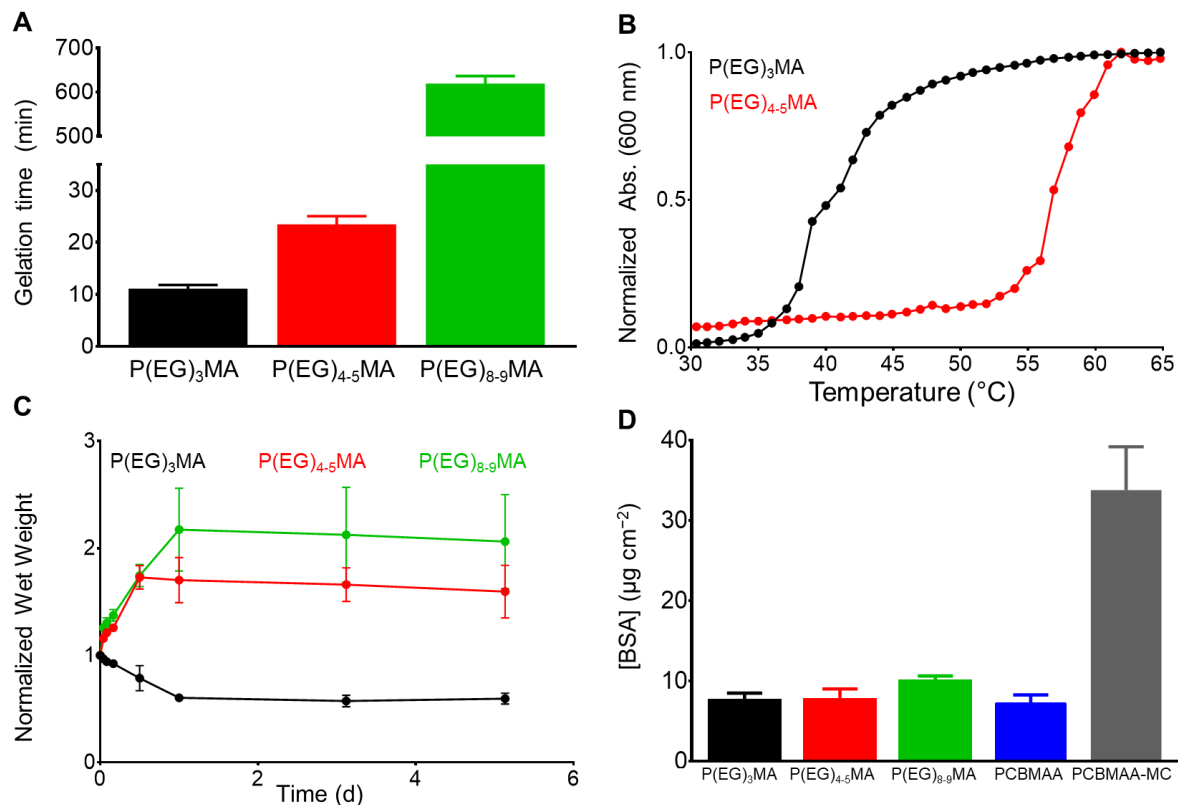 A
Gelation time (min)
700
600
500
30
20
10
0
P(EG)₃MA P(EG)₄₋₅MA P(EG)₈₋₉MA
B
Normalized Abs. (600 nm)
1.0
0.5
0.0
P(EG)₃MA
P(EG)₄₋₅MA
30 35 40 45 50 55 60 65
Temperature (°C)
C
Normalized Wet Weight
3
2
1
0
P(EG)₃MA P(EG)₄₋₅MA P(EG)₈₋₉MA
0 2 4 6
Time (d)
D
[BSA] (µg cm⁻²)
40
30
20
10
0
P(EG)₃MA P(EG)₄₋₅MA P(EG)₈₋₉MA PCBMAA PCBMAA-MC